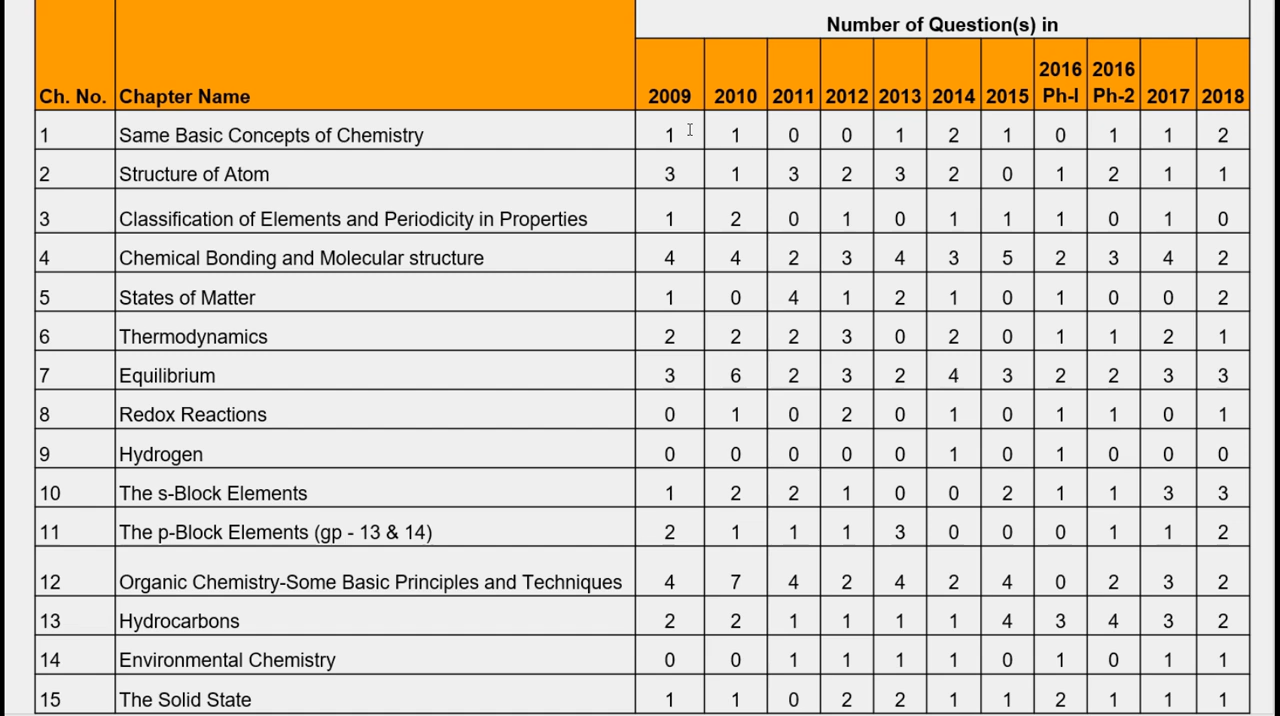 Number of Question(s) in
Ch. No. Chapter Name 2009 2010 2011 2012 2013 2014 2015 2016 Ph-I 2016 Ph-2 2017 2018
1 Same Basic Concepts of Chemistry 1 1 0 0 1 2 1 0 1 1 2
2 Structure of Atom 3 1 3 2 3 2 0 1 2 1 1
3 Classification of Elements and Periodicity in Properties 1 2 0 1 0 1 1 1 0 1 0
4 Chemical Bonding and Molecular structure 4 4 2 3 4 3 5 2 3 4 2
5 States of Matter 1 0 4 1 2 1 0 1 0 0 2
6 Thermodynamics 2 2 2 3 0 2 0 1 1 2 1
7 Equilibrium 3 6 2 3 2 4 3 2 2 3 3
8 Redox Reactions 0 1 0 2 0 1 0 1 1 0 1
9 Hydrogen 0 0 0 0 0 1 0 1 0 0 0
10 The s-Block Elements 1 2 2 1 0 0 2 1 1 3 3
11 The p-Block Elements (gp - 13 & 14) 2 1 1 1 3 0 0 0 1 1 2
12 Organic Chemistry-Some Basic Principles and Techniques 4 7 4 2 4 2 4 0 2 3 2
13 Hydrocarbons 2 2 1 1 1 1 4 3 4 3 2
14 Environmental Chemistry 0 0 1 1 1 1 0 1 0 1 1
15 The Solid State 1 1 0 2 2 1 1 2 1 1 1